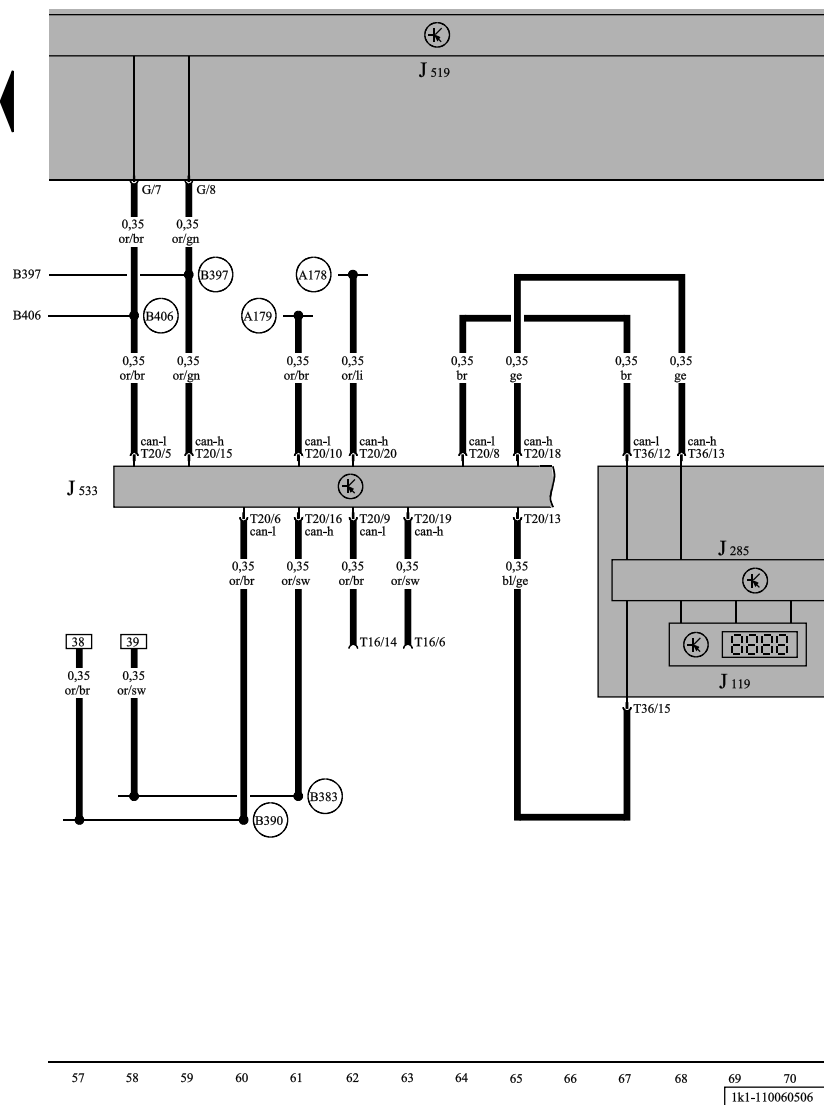 J 519
G/7 G/8
0,35 0,35
or/br or/gn
B397 B397 A178
B406 B406 A179
0,35 0,35 0,35 0,35 0,35 0,35 0,35 0,35
or/br or/gn or/br or/li br ge br ge
can-l can-h can-l can-h can-l can-h can-l can-h
T20/5 T20/15 T20/10 T20/20 T20/8 T20/18 T36/12 T36/13
J 533
T20/6 T20/16 T20/9 T20/19 T20/13
can-l can-h can-l can-h
J 285
0,35 0,35 0,35 0,35 0,35
or/br or/sw or/br or/sw bl/ge
38 39 T16/14 T16/6 8888
0,35 0,35
or/br or/sw
J 119
T36/15
B383
B390
57 58 59 60 61 62 63 64 65 66 67 68 69 70
1k1-110060506